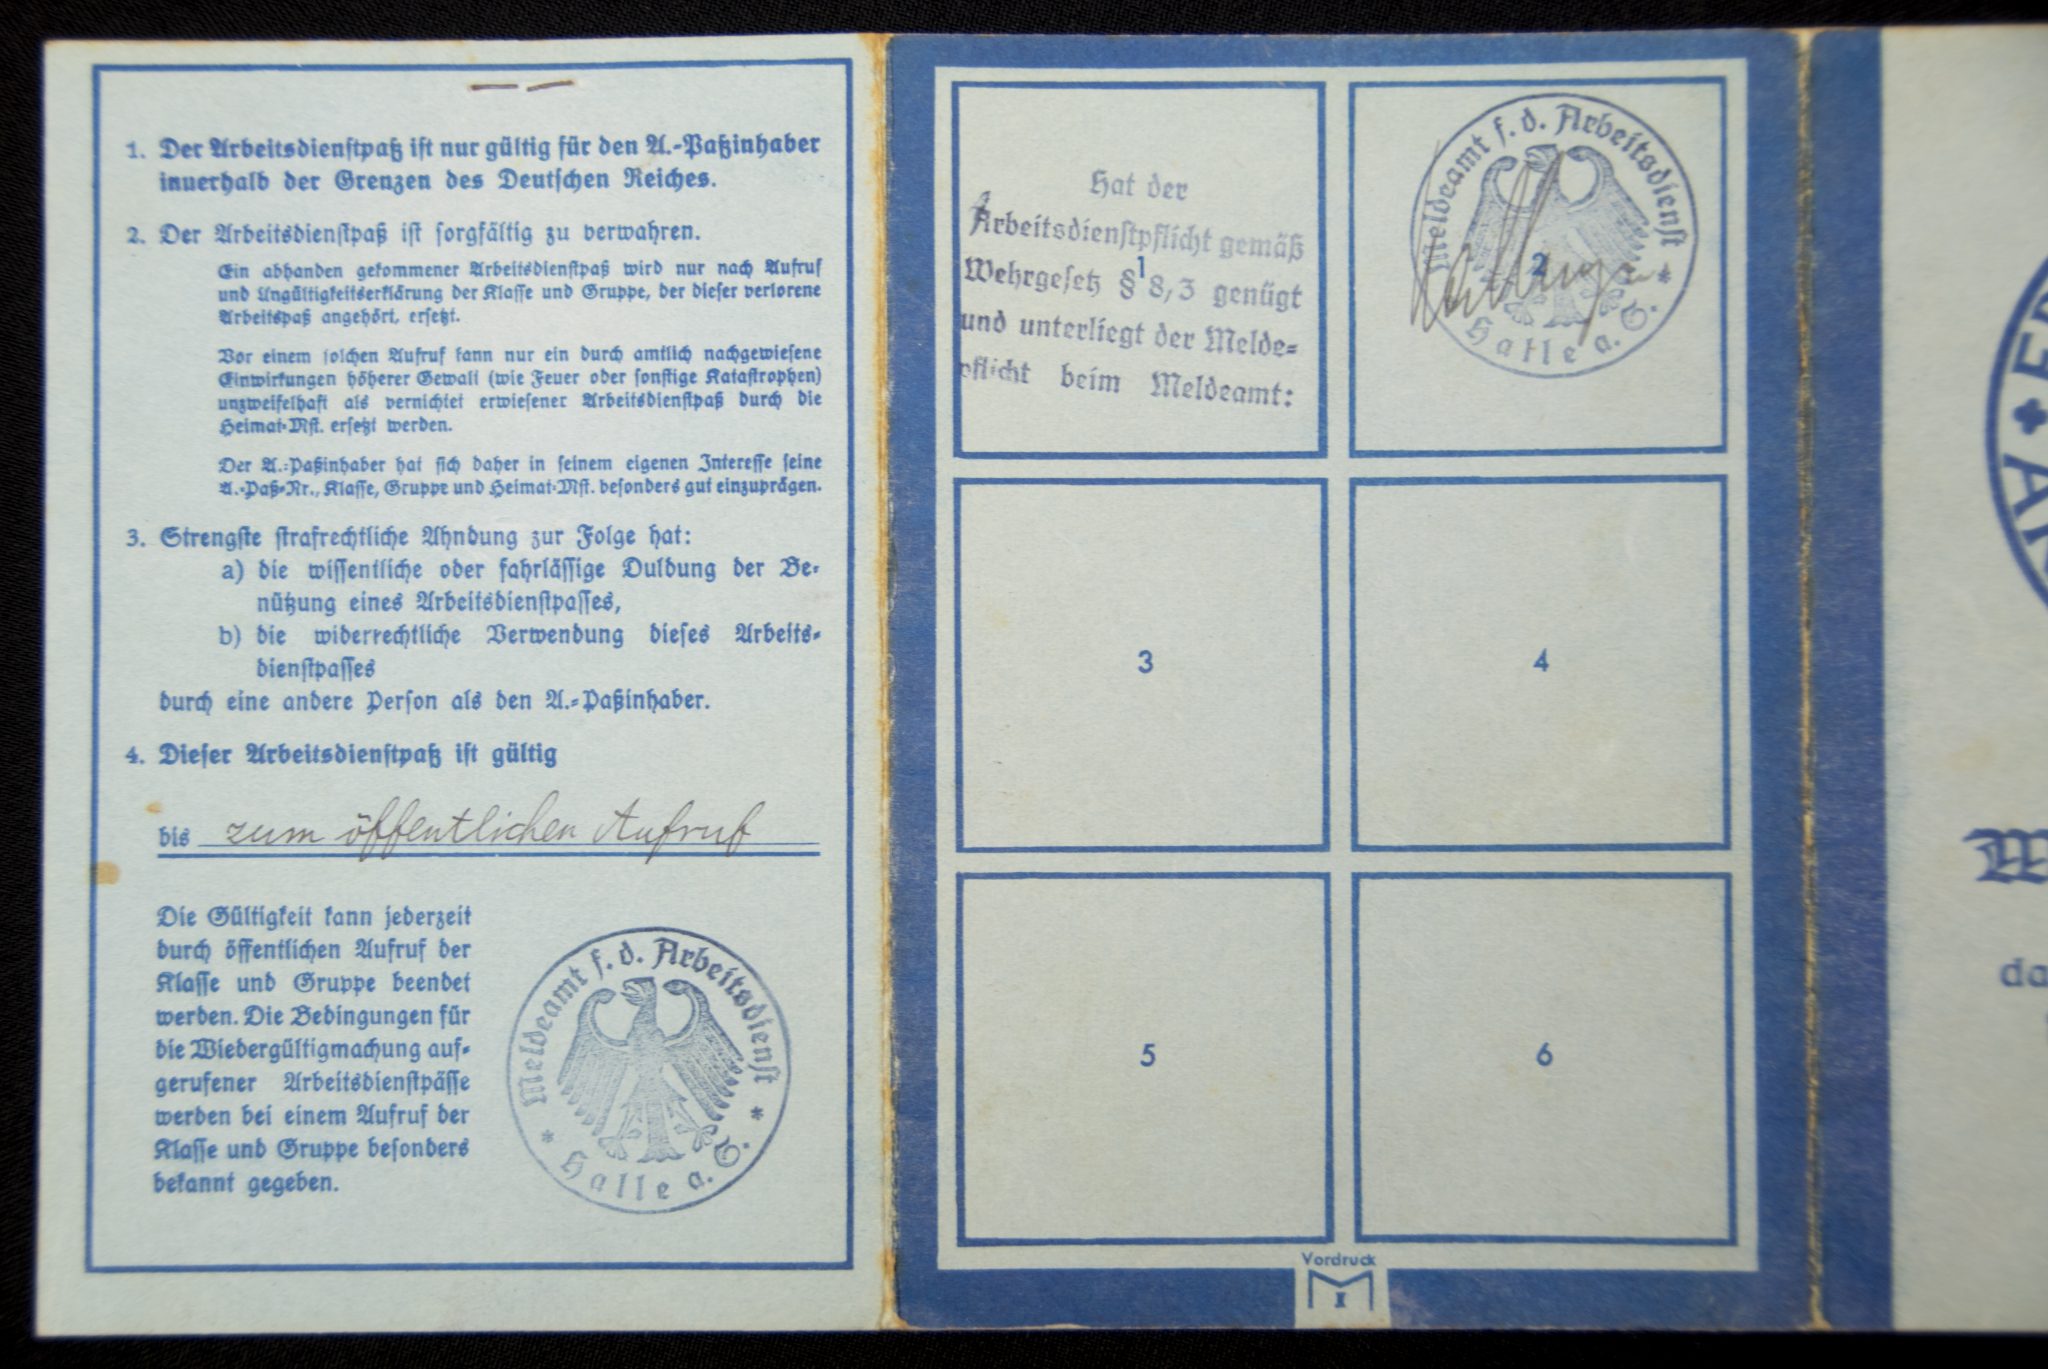 1. Der Arbeitsdienstpaß ist nur gültig für den A.-Paßinhaber
innerhalb der Grenzen des Deutschen Reiches.
2. Der Arbeitsdienstpaß ist sorgfältig zu verwahren.
Ein abhanden gekommener Arbeitsdienstpaß wird nur nach Aufruf
und Ungültigkeitserklärung der Klasse und Gruppe, der dieser verlorene
Arbeitspaß angehört, ersetzt.
Vor einem solchen Aufruf kann nur ein durch amtlich nachgewiesene
Einwirkungen höherer Gewalt (wie Feuer oder sonstige Katastrophen)
unzweifelhaft als vernichtet erwiesener Arbeitsdienstpaß durch die
Heimat-Mst. ersetzt werden.
Der A.-Paßinhaber hat sich daher in seinem eigenen Interesse seine
A.-Paß-Nr., Klasse, Gruppe und Heimat-Mst. besonders gut einzuprägen.
3. Strengste strafrechtliche Ahndung zur Folge hat:
a) die wissentliche oder fahrlässige Duldung der Be-
nützung eines Arbeitsdienstpasses,
b) die widerrechtliche Verwendung dieses Arbeits-
dienstpasses
durch eine andere Person als den A.-Paßinhaber.
4. Dieser Arbeitsdienstpaß ist gültig
bis zum öffentlichen Aufruf
Die Gültigkeit kann jederzeit
durch öffentlichen Aufruf der
Klasse und Gruppe beendet
werden. Die Bedingungen für
die Wiedergültigmachung auf-
gerufener Arbeitsdienstpässe
werden bei einem Aufruf der
Klasse und Gruppe besonders
bekannt gegeben.
Meldeamt f. d. Arbeitsdienst
* Halle a. S. *
Hat der
Arbeitsdienstpflicht gemäß
Wehrgesetz § 8,3 genügt
und unterliegt der Melde-
pflicht beim Meldeamt:
1
Meldeamt f. d. Arbeitsdienst
Halle a. S. *
2
3
4
5
6
Vordruck
M
I
da